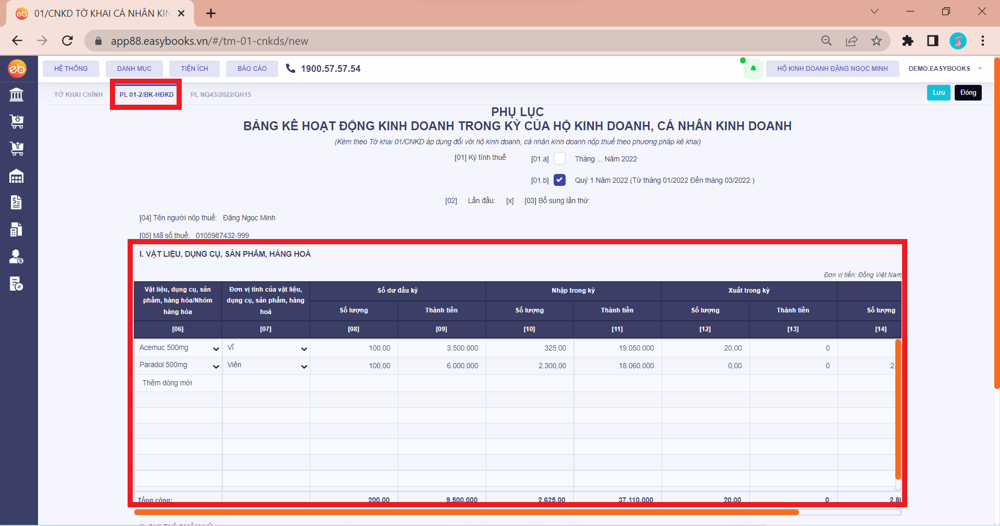 01/CNKD TỜ KHAI CÁ NHÂN KIN
app88.easybooks.vn/#/tm-01-cnkds/new
eb
HỆ THỐNG
DANH MỤC
TIỆN ÍCH
BÁO CÁO
1900.57.57.54
HỘ KINH DOANH ĐẶNG NGỌC MINH
DEMO.EASYBOOKS
TỜ KHAI CHÍNH
PL 01-2/BK-HĐKD
PL NQ43/2022/QH15
Lưu
Đóng
PHỤ LỤC
BẢNG KÊ HOẠT ĐỘNG KINH DOANH TRONG KỲ CỦA HỘ KINH DOANH, CÁ NHÂN KINH DOANH
(Kèm theo Tờ khai 01/CNKD áp dụng đối với hộ kinh doanh, cá nhân kinh doanh nộp thuế theo phương pháp kê khai)
[01] Kỳ tính thuế
[01.a] Tháng ... Năm 2022
[01.b] Quý 1 Năm 2022 (Từ tháng 01/2022 Đến tháng 03/2022 )
[02] Lần đầu: [x] [03] Bổ sung lần thứ:
[04] Tên người nộp thuế: Đặng Ngọc Minh
[05] Mã số thuế: 0105987432-999
I. VẬT LIỆU, DỤNG CỤ, SẢN PHẨM, HÀNG HOÁ
Đơn vị tiền: Đồng Việt Nam
Vật liệu, dụng cụ, sản phẩm, hàng hóa/Nhóm hàng hóa
Đơn vị tính của vật liệu, dụng cụ, sản phẩm, hàng hoá
Số dư đầu kỳ
Nhập trong kỳ
Xuất trong kỳ
Số lượng Thành tiền Số lượng Thành tiền Số lượng Thành tiền Số lượng
[06] [07] [08] [09] [10] [11] [12] [13] [14]
Acemuc 500mg Vỉ 100,00 3.500.000 325,00 19.050.000 20,00 0
Paradol 500mg Viên 100,00 6.000.000 2.300,00 18.060.000 0,00 0 2.
Thêm dòng mới
Tổng cộng: 200,00 9.500.000 2.625,00 37.110.000 20,00 0 2.80